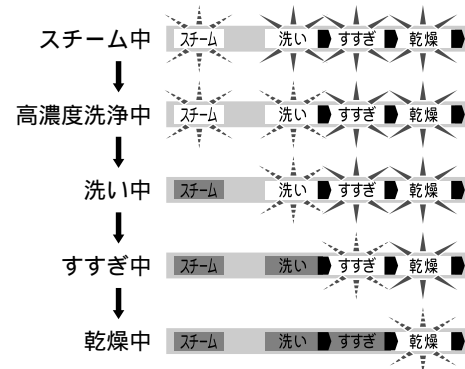 スチーム中 スチーム 洗い すすぎ 乾燥
高濃度洗浄中 スチーム 洗い すすぎ 乾燥
洗い中 スチーム 洗い すすぎ 乾燥
すすぎ中 スチーム 洗い すすぎ 乾燥
乾燥中 スチーム 洗い すすぎ 乾燥